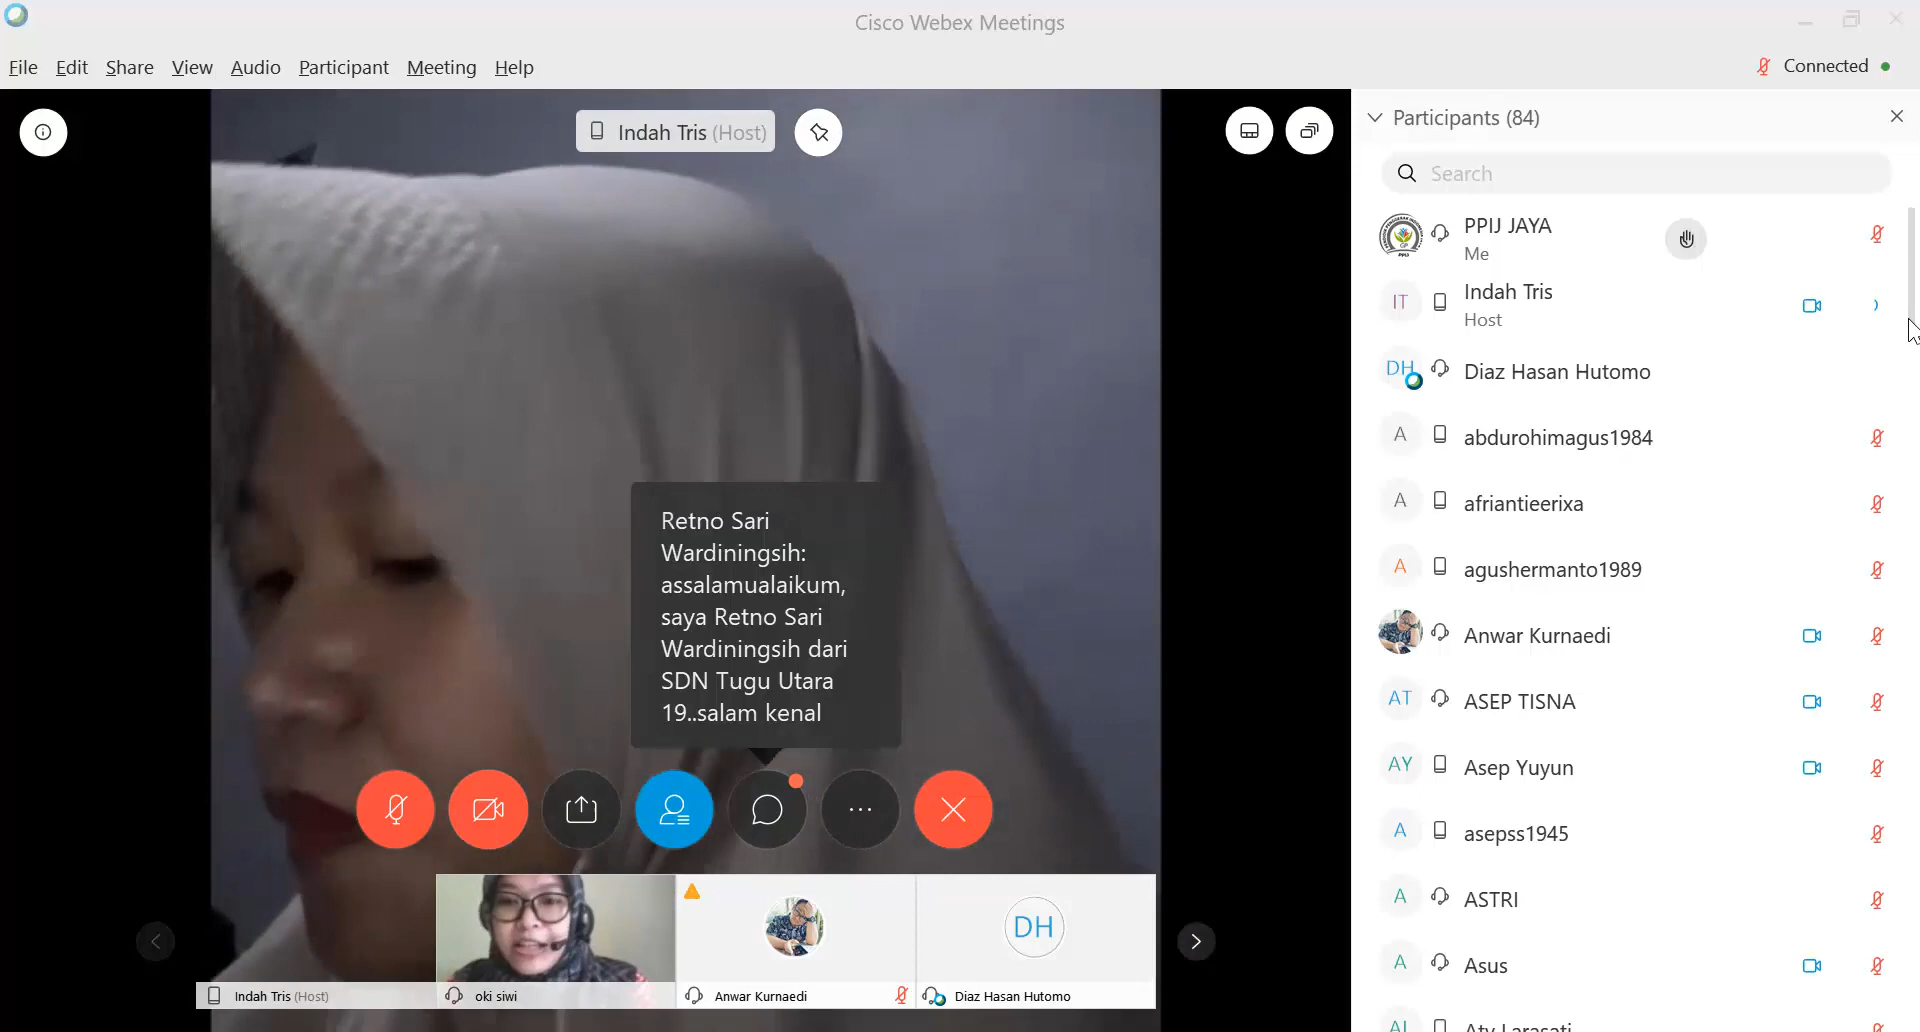 Cisco Webex Meetings
File Edit Share View Audio Participant Meeting Help
Connected
Indah Tris (Host)
Participants (84)
Search
PPIJ JAYA
Me
IT
Indah Tris
Host
DH
Diaz Hasan Hutomo
A
abdurohimagus1984
A
afriantieerixa
A
agushermanto1989
Anwar Kurnaedi
AT
ASEP TISNA
AY
Asep Yuyun
A
asepss1945
A
ASTRI
A
Asus
Retno Sari
Wardiningsih:
assalamualaikum,
saya Retno Sari
Wardiningsih dari
SDN Tugu Utara
19..salam kenal
DH
Indah Tris (Host)
oki siwi
Anwar Kurnaedi
Diaz Hasan Hutomo